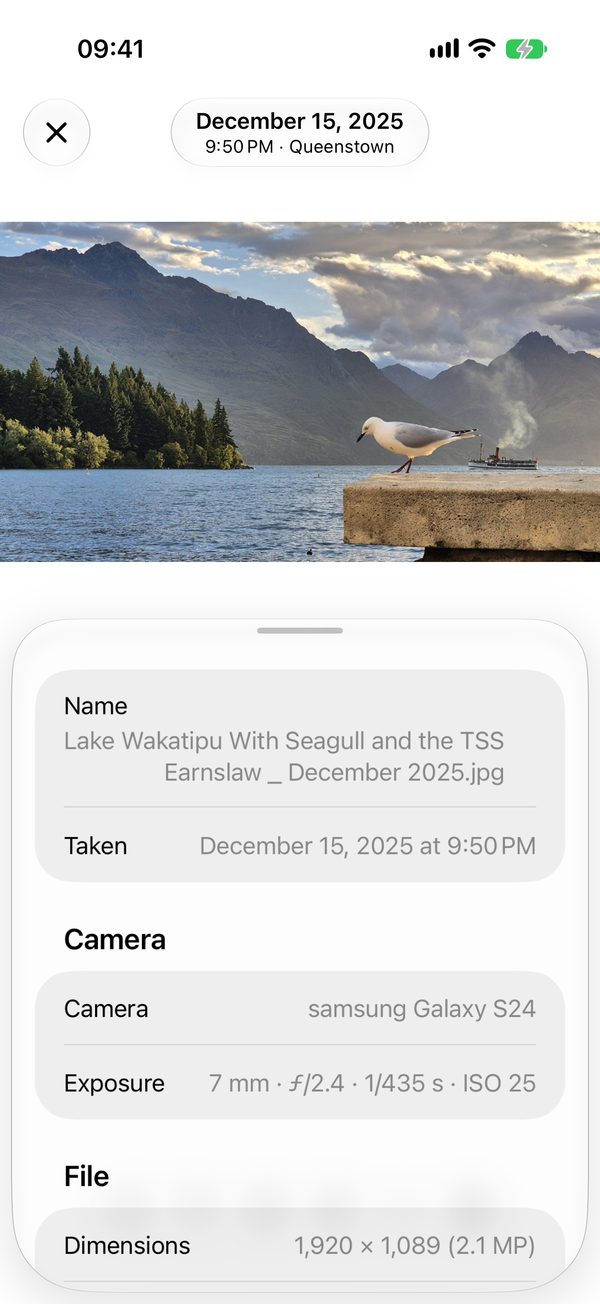 09:41
December 15, 2025
9:50 PM · Queenstown
Name
Lake Wakatipu With Seagull and the TSS
Earnslaw _ December 2025.jpg
Taken December 15, 2025 at 9:50 PM
Camera
Camera samsung Galaxy S24
Exposure 7 mm · ƒ/2.4 · 1/435 s · ISO 25
File
Dimensions 1,920 × 1,089 (2.1 MP)